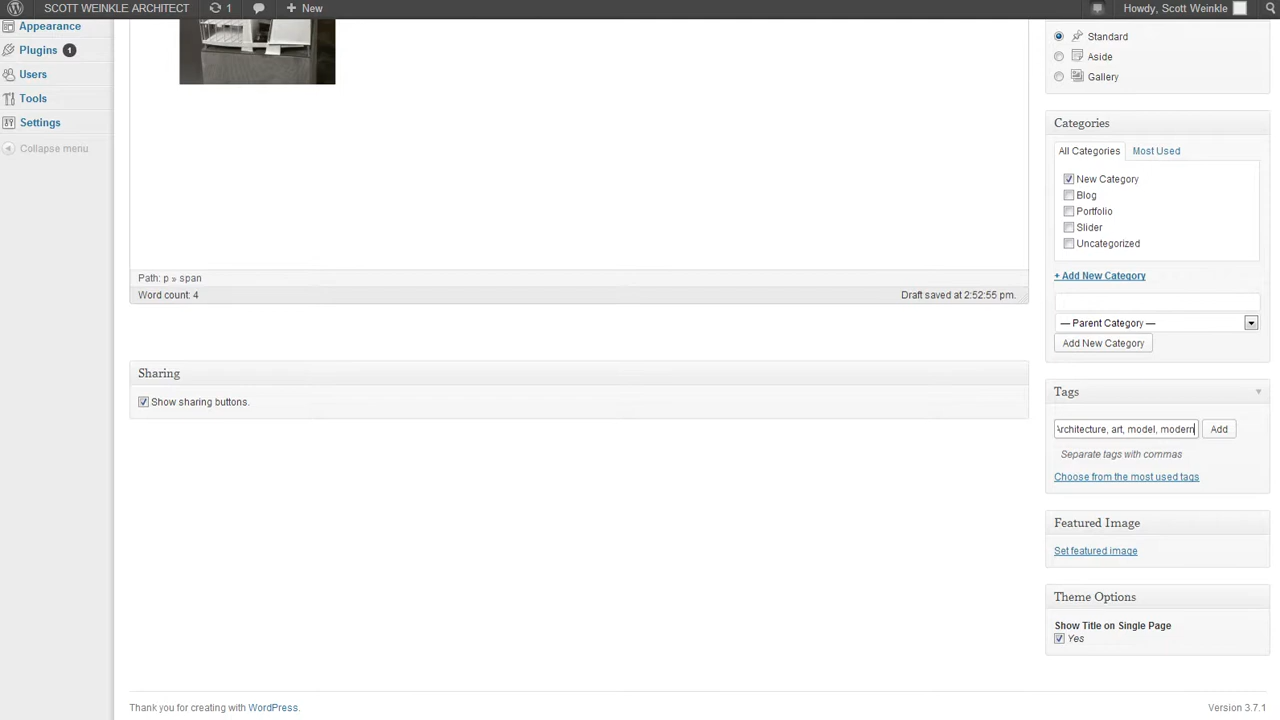 SCOTT WEINKLE ARCHITECT 1 New Howdy, Scott Weinkle
Appearance
Plugins 1
Users
Tools
Settings
Collapse menu
Path: p » span
Word count: 4 Draft saved at 2:52:55 pm.
Sharing
Show sharing buttons.
Standard
Aside
Gallery
Categories
All Categories Most Used
New Category
Blog
Portfolio
Slider
Uncategorized
+ Add New Category
— Parent Category —
Add New Category
Tags
Architecture, art, model, modern Add
Separate tags with commas
Choose from the most used tags
Featured Image
Set featured image
Theme Options
Show Title on Single Page
Yes
Thank you for creating with WordPress. Version 3.7.1